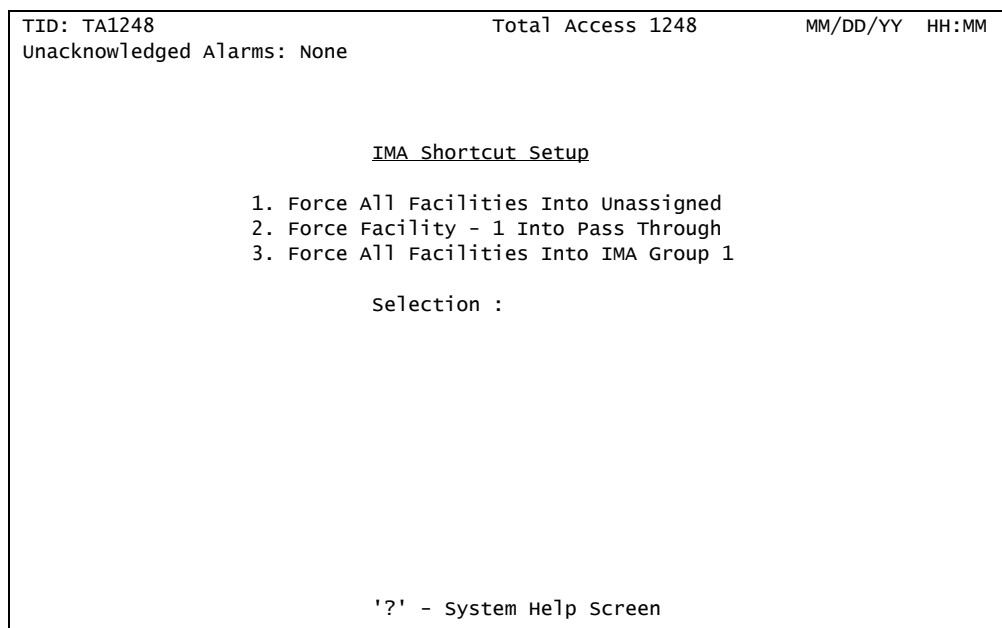 TID: TA1248 Total Access 1248 MM/DD/YY HH:MM
Unacknowledged Alarms: None
IMA Shortcut Setup
1. Force All Facilities Into Unassigned
2. Force Facility - 1 Into Pass Through
3. Force All Facilities Into IMA Group 1
Selection :
'?' - System Help Screen